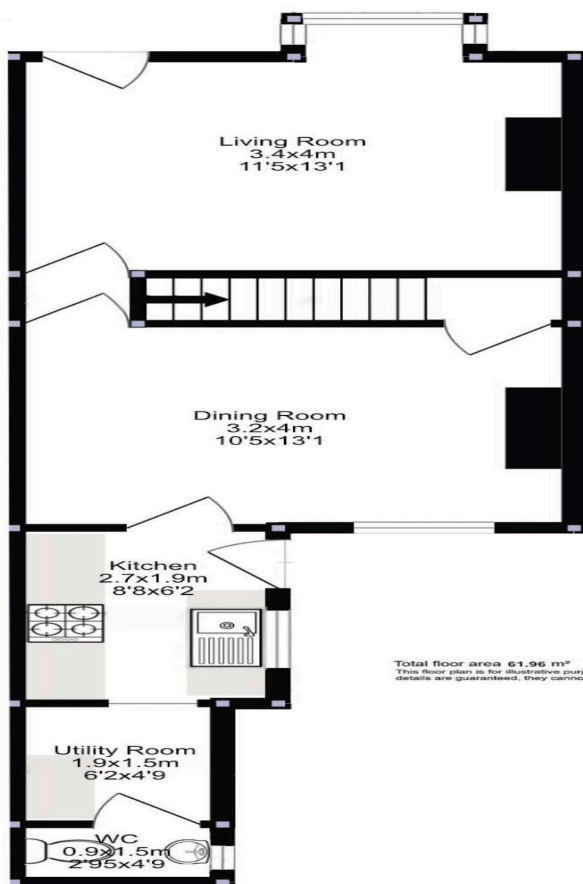 Living Room
3.4x4m
11'5x13'1
Dining Room
3.2x4m
10'5x13'1
Kitchen
2.7x1.9m
8'8x6'2
Total floor area 61.96 m²
This floor plan is for illustrative pur
details are guaranteed, they canno
Utility Room
1.9x1.5m
6'2x4'9
WC
0.9x1.5m
2'95x4'9